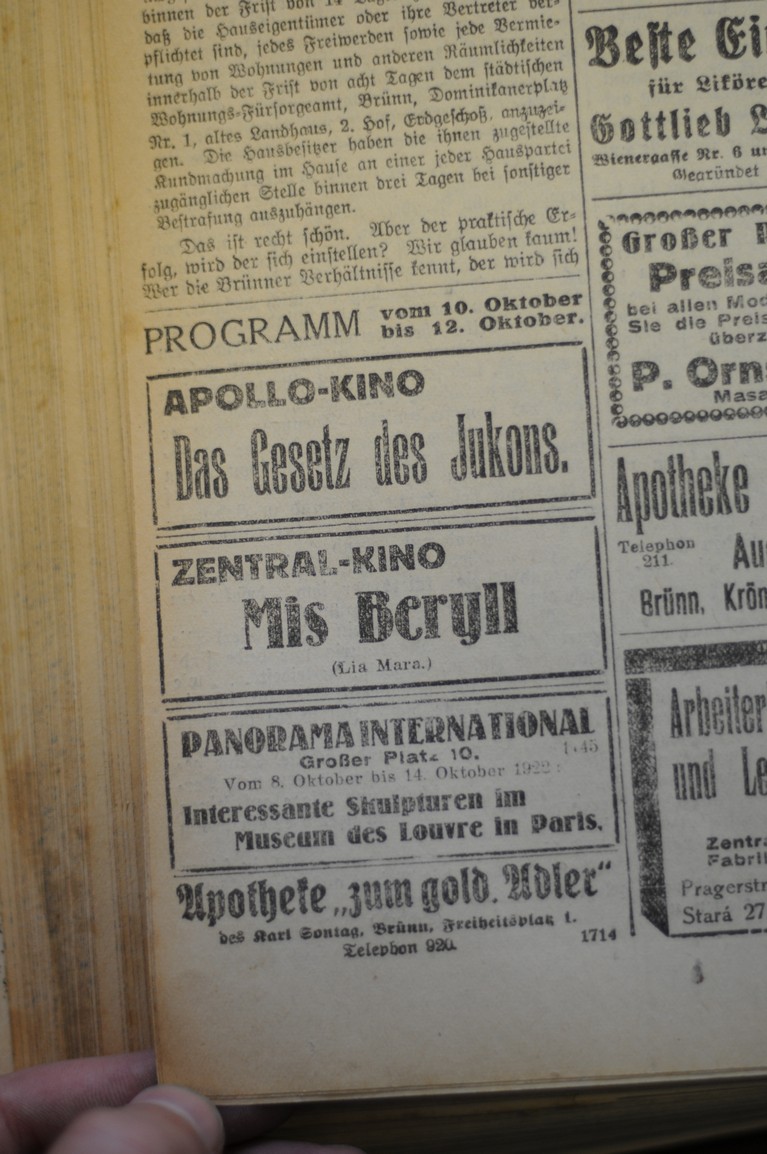 binnen der Frist von 14
daß die Hauseigentümer oder ihre Vertreter ver-
pflichtet sind, jedes Freiwerden sowie jede Vermie-
tung von Wohnungen und anderen Räumlichkeiten
innerhalb der Frist von acht Tagen dem städtischen
Wohnungs-Fürsorgeamt, Brünn, Dominikanerplatz
Nr. 1, altes Landhaus, 2. Hof, Erdgeschoß, anzuzei-
gen. Die Hausbesitzer haben die ihnen zugestellte
Kundmachung im Hause an einer jeder Hauspartei
zugänglichen Stelle binnen drei Tagen bei sonstiger
Bestrafung auszuhängen.
Das ist recht schön. Aber der praktische Er-
folg, wird der sich einstellen? Wir glauben kaum!
Wer die Brünner Verhältnisse kennt, der wird sich
PROGRAMM vom 10. Oktober
bis 12. Oktober.
APOLLO-KINO
Das Gesetz des Jukons.
ZENTRAL-KINO
Mis Beryll
(Lia Mara.)
PANORAMA INTERNATIONAL
Großer Platz 10. 1.45
Vom 8. Oktober bis 14. Oktober 1922:
Interessante Skulpturen im
Museum des Louvre in Paris.
Apotheke „zum gold. Adler“
des Karl Sontag, Brünn, Freiheitsplatz 1.
Telephon 920. 1714
Beste Ei
für Liköre
Gottlieb L
Wienergasse Nr. 6 u
Gegründet
Großer
Preisa
bei allen Mod
Sie die Preis
überz
P. Orns
Masa
Apotheke
Telephon
211.
Au
Brünn, Krön
Arbeiter
und Le
Zentra
Fabrik
Pragerstr
Stará 27